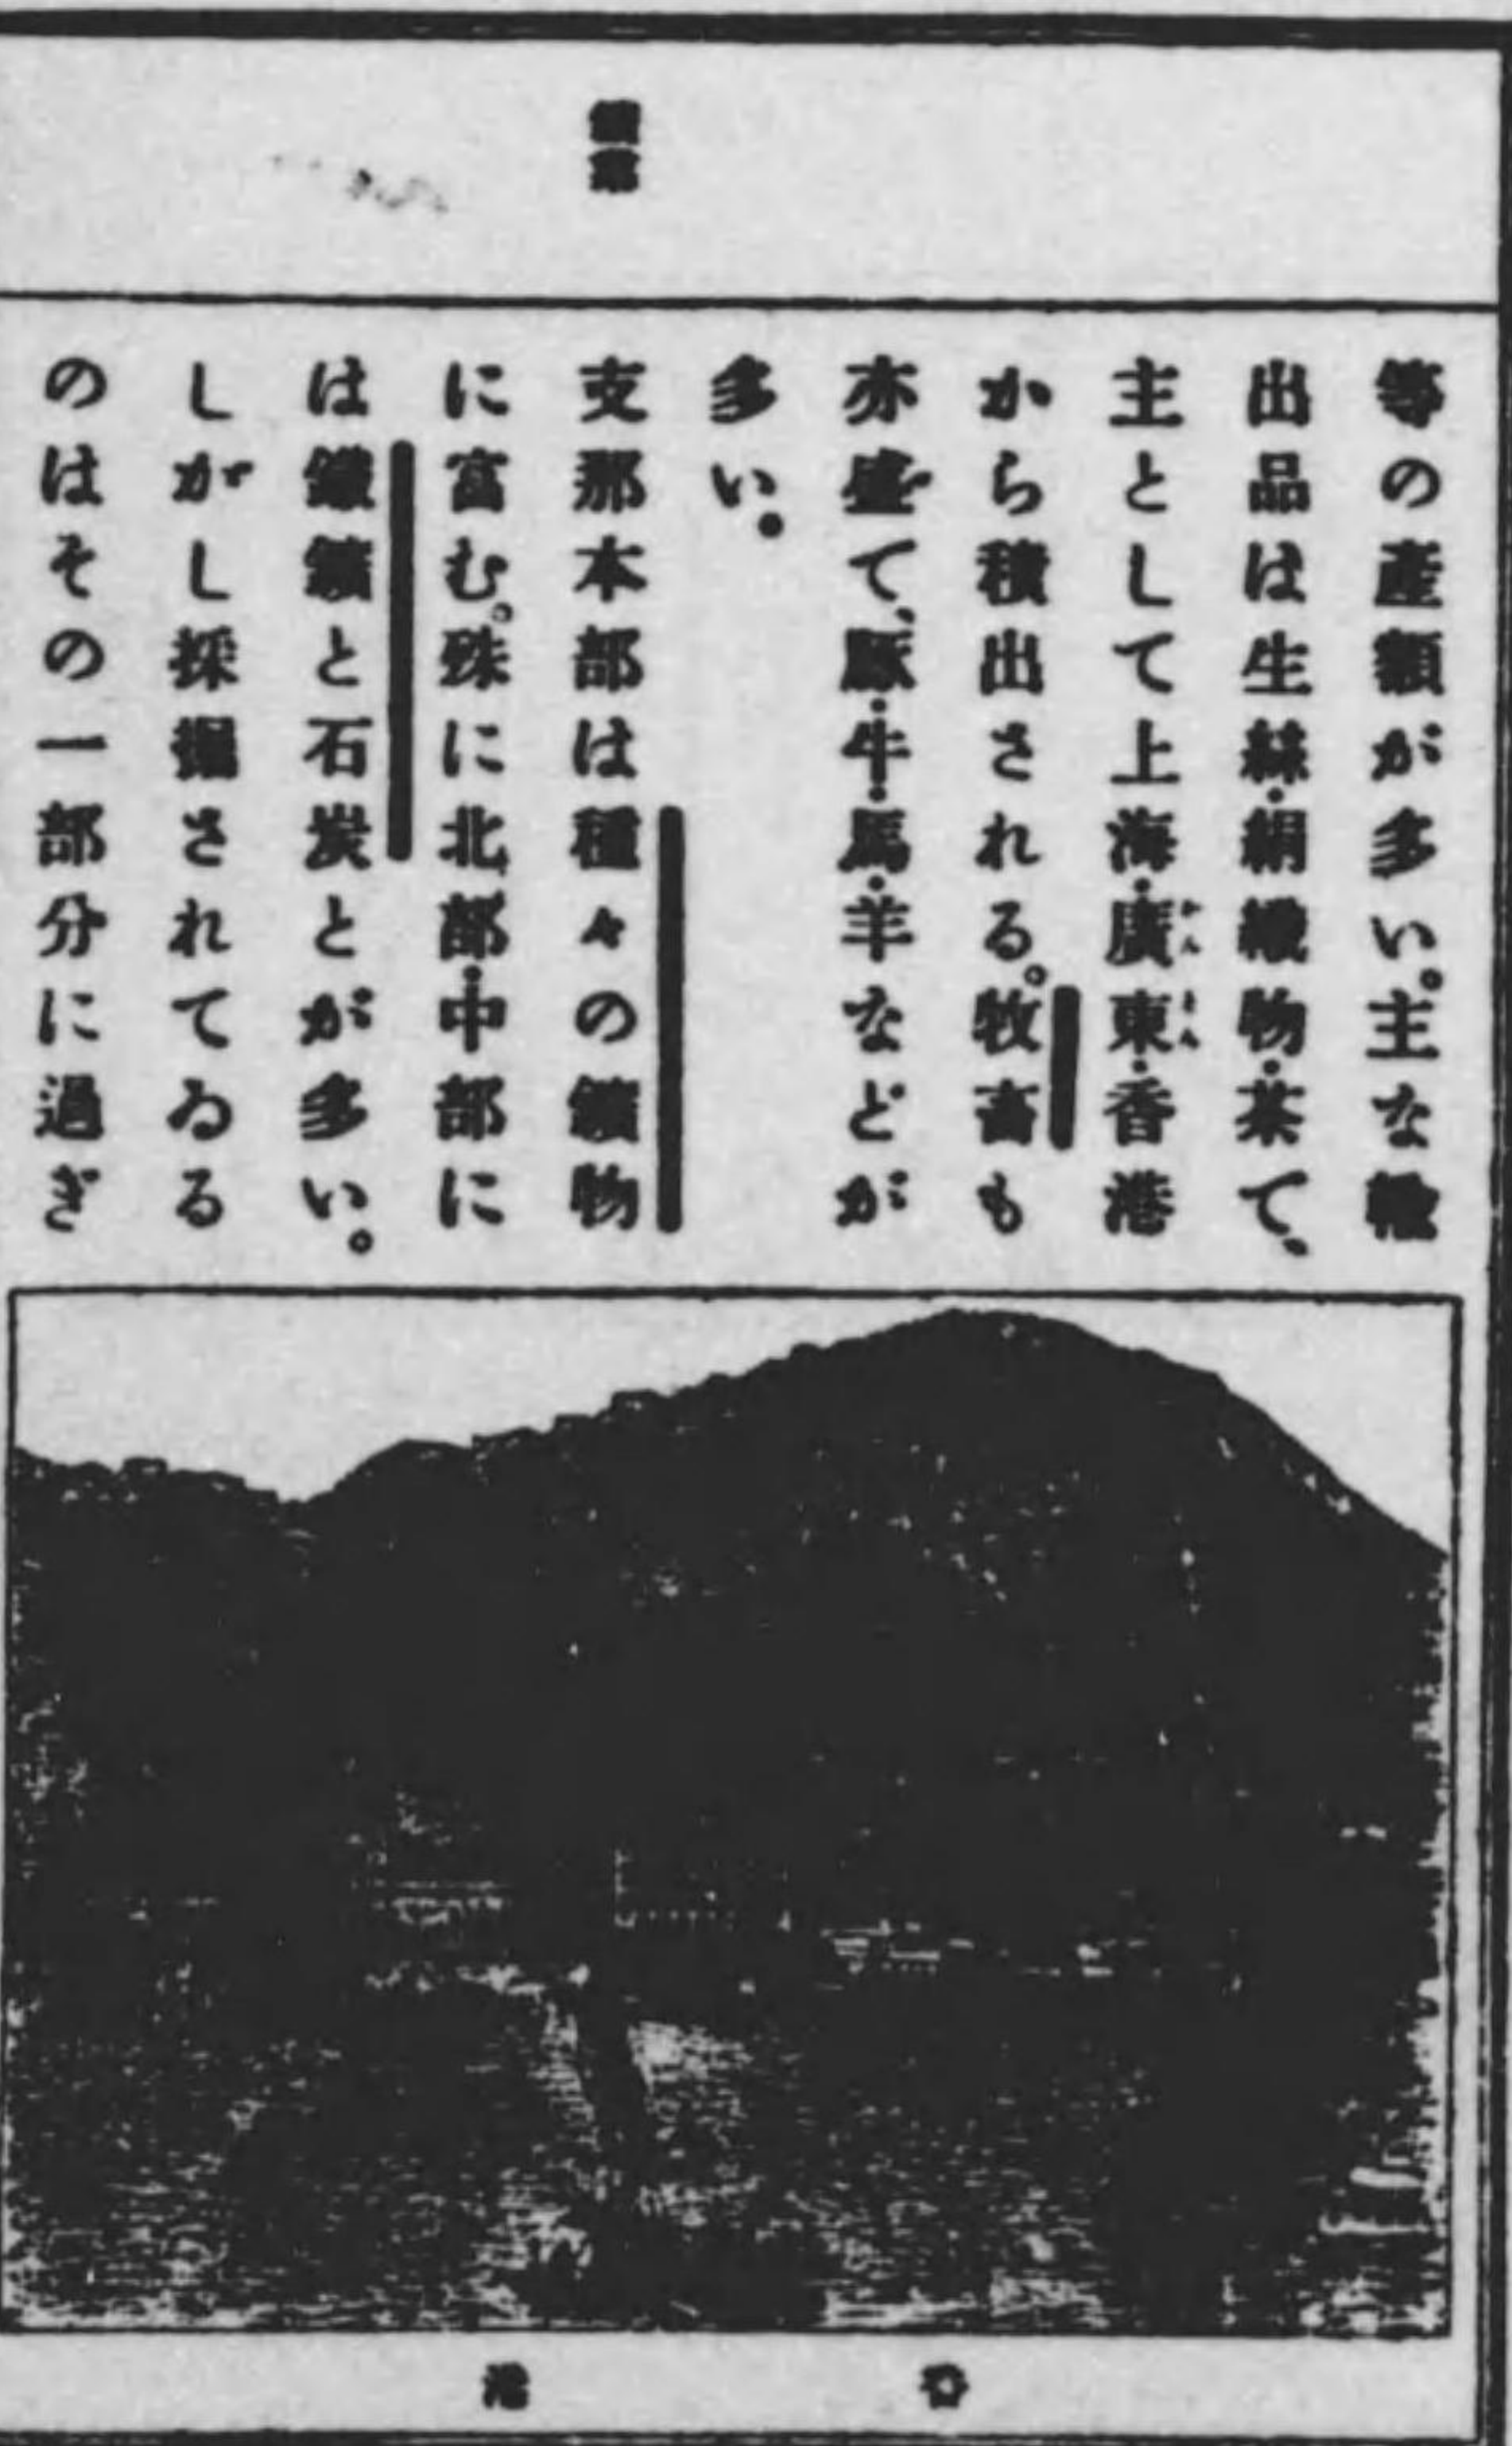 等の產額が多い。主な輸
出品は生絲・絹織物・茶で、
主として上海・廣東・香港
から積出される。牧畜も
亦盛で、豚・牛・馬・羊などが
多い。
鑛業
支那本部は種々の鑛物
に富む。殊に北部・中部に
は鐵鑛と石炭とが多い。
しかし採掘されてゐる
のはその一部分に過ぎ
香港